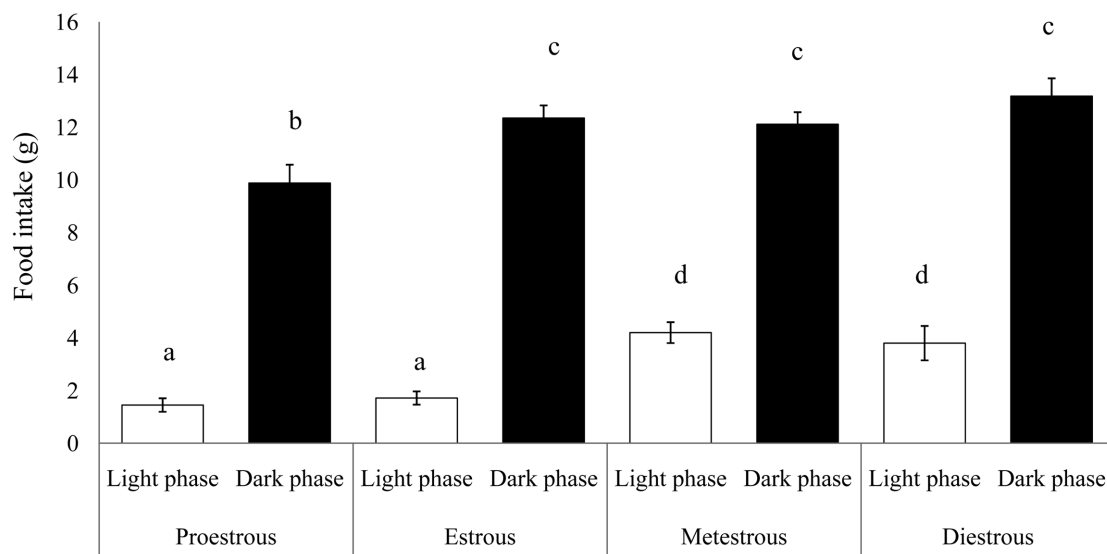 16
14
12
10
8
6
4
2
0
Food intake (g)
a
b
a
c
d
c
d
c
Light phase
Dark phase
Light phase
Dark phase
Light phase
Dark phase
Light phase
Dark phase
Proestrous
Estrous
Metestrous
Diestrous